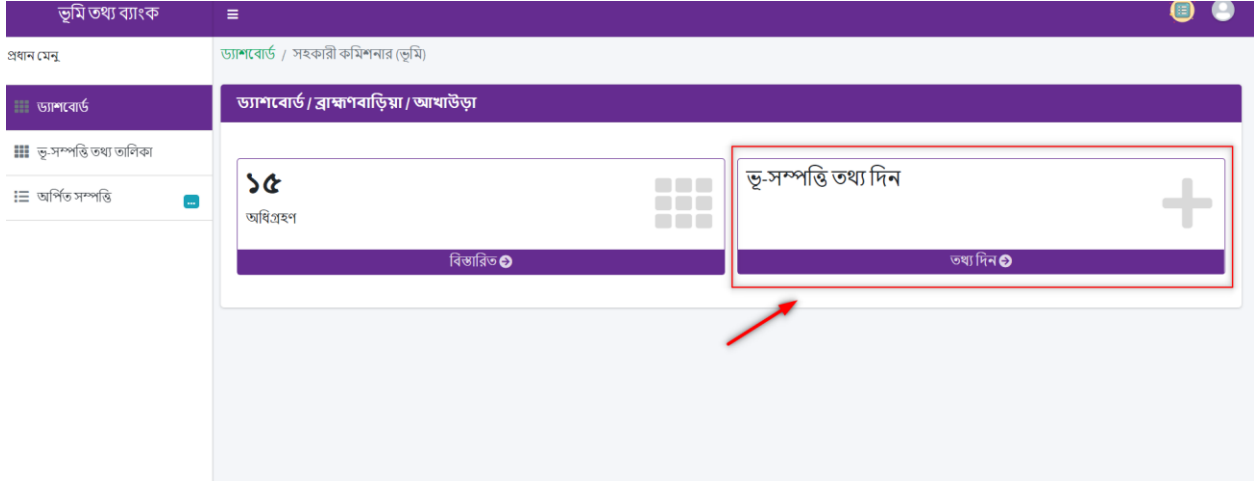 ভূমি তথ্য ব্যাংক
প্রধান মেনু
ড্যাশবোর্ড / সহকারী কমিশনার (ভূমি)
ড্যাশবোর্ড
ভূ-সম্পত্তি তথ্য তালিকা
অর্পিত সম্পত্তি ...
ড্যাশবোর্ড / ব্রাহ্মণবাড়িয়া / আখাউড়া
১৫
অধিগ্রহণ
বিস্তারিত
ভূ-সম্পত্তি তথ্য দিন
তথ্য দিন